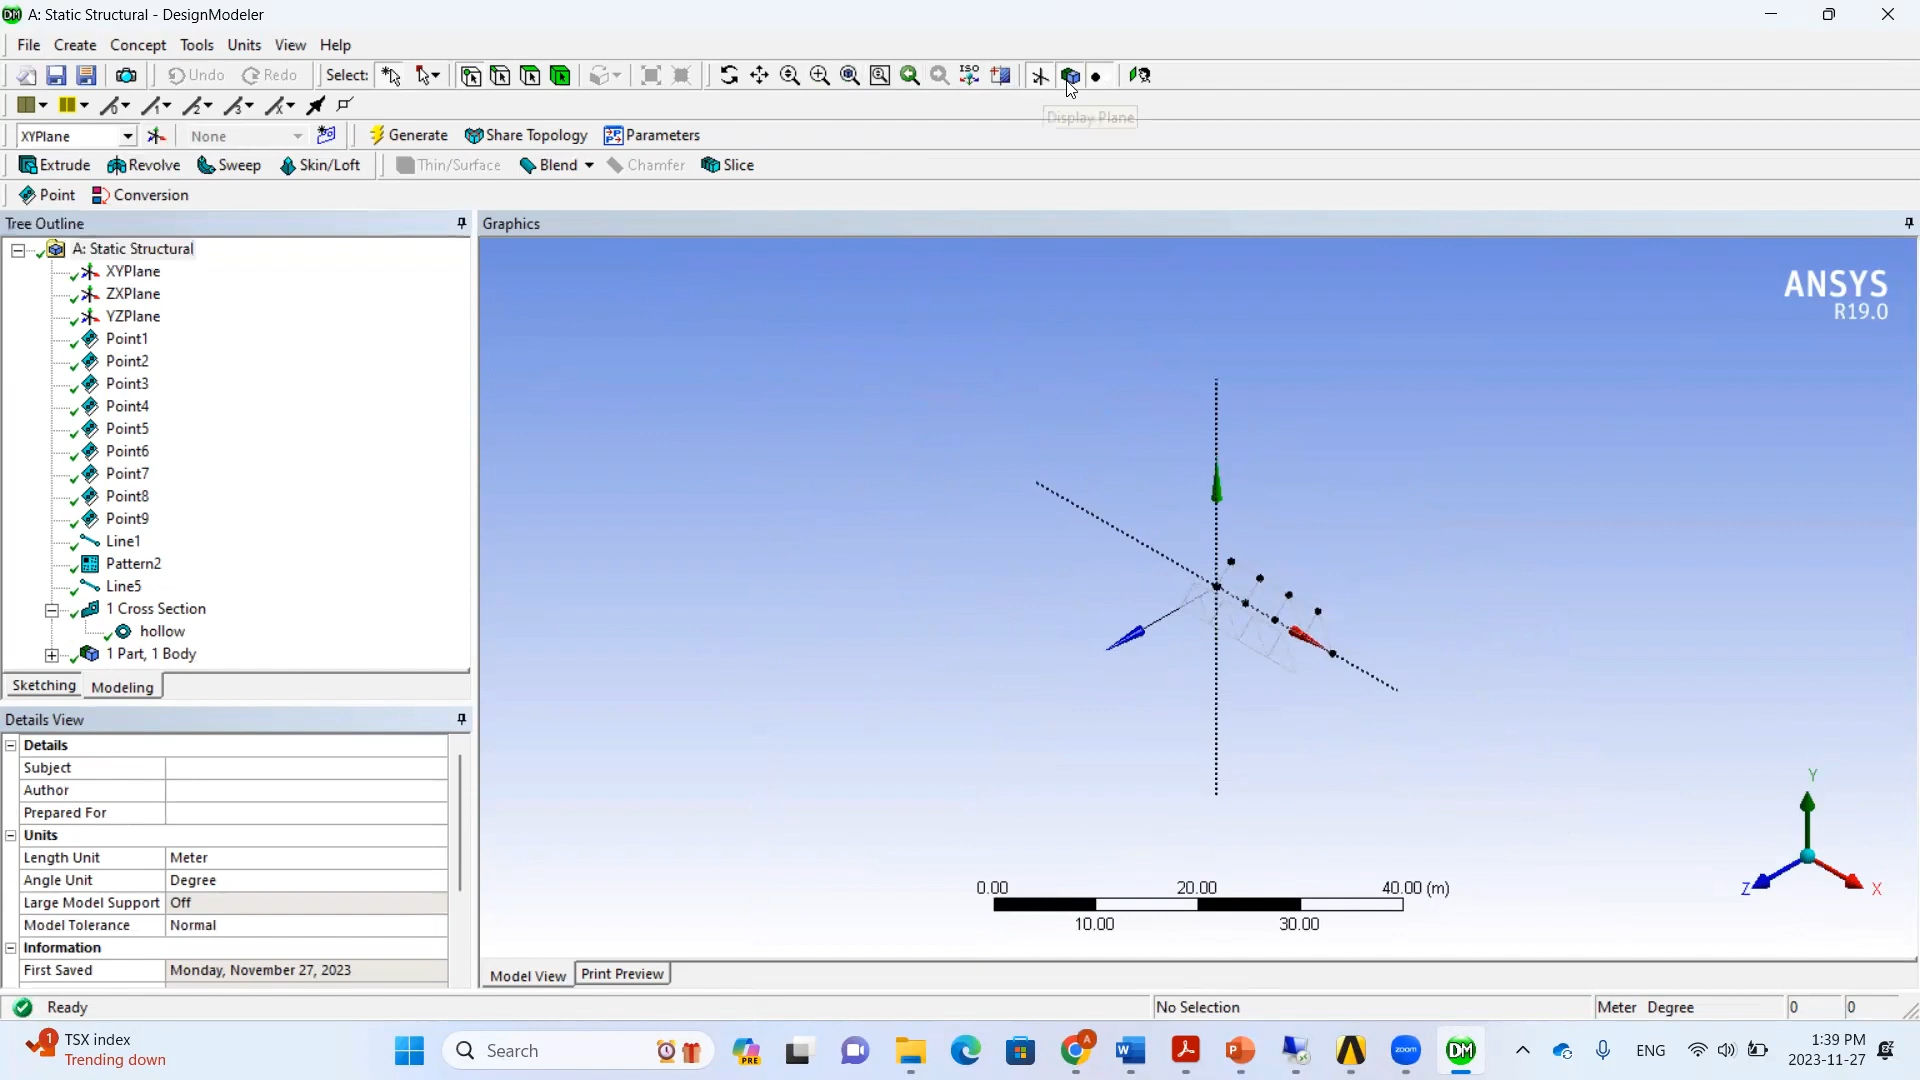 A: Static Structural - DesignModeler
File Create Concept Tools Units View Help
Undo Redo Select: ISO
XYPlane None Generate Share Topology Parameters
Extrude Revolve Sweep Skin/Loft Thin/Surface Blend Chamfer Slice
Point Conversion
Display Plane
Tree Outline
A: Static Structural
XYPlane
ZXPlane
YZPlane
Point1
Point2
Point3
Point4
Point5
Point6
Point7
Point8
Point9
Line1
Pattern2
Line5
1 Cross Section
hollow
1 Part, 1 Body
Sketching Modeling
Details View
Details
Subject
Author
Prepared For
Units
Length Unit Meter
Angle Unit Degree
Large Model Support Off
Model Tolerance Normal
Information
First Saved Monday, November 27, 2023
Graphics
ANSYS
R19.0
0.00 20.00 40.00 (m)
10.00 30.00
Y
Z X
Model View Print Preview
Ready No Selection Meter Degree 0 0
TSX index
Trending down
1
Search
PRE
A
zoom
DM
ENG
1:39 PM
2023-11-27